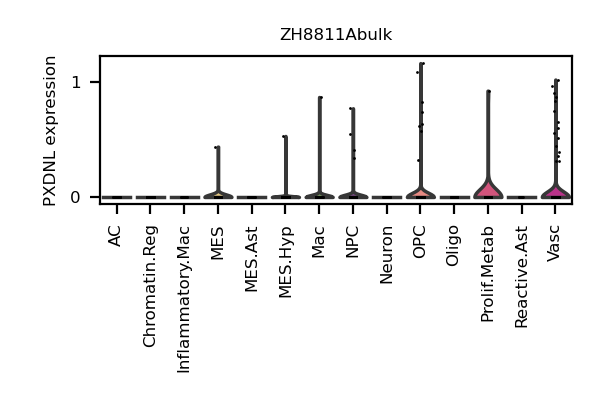 ZH8811Abulk
PXDNL expression
1
0
AC
Chromatin.Reg
Inflammatory.Mac
MES
MES.Ast
MES.Hyp
Mac
NPC
Neuron
OPC
Oligo
Prolif.Metab
Reactive.Ast
Vasc